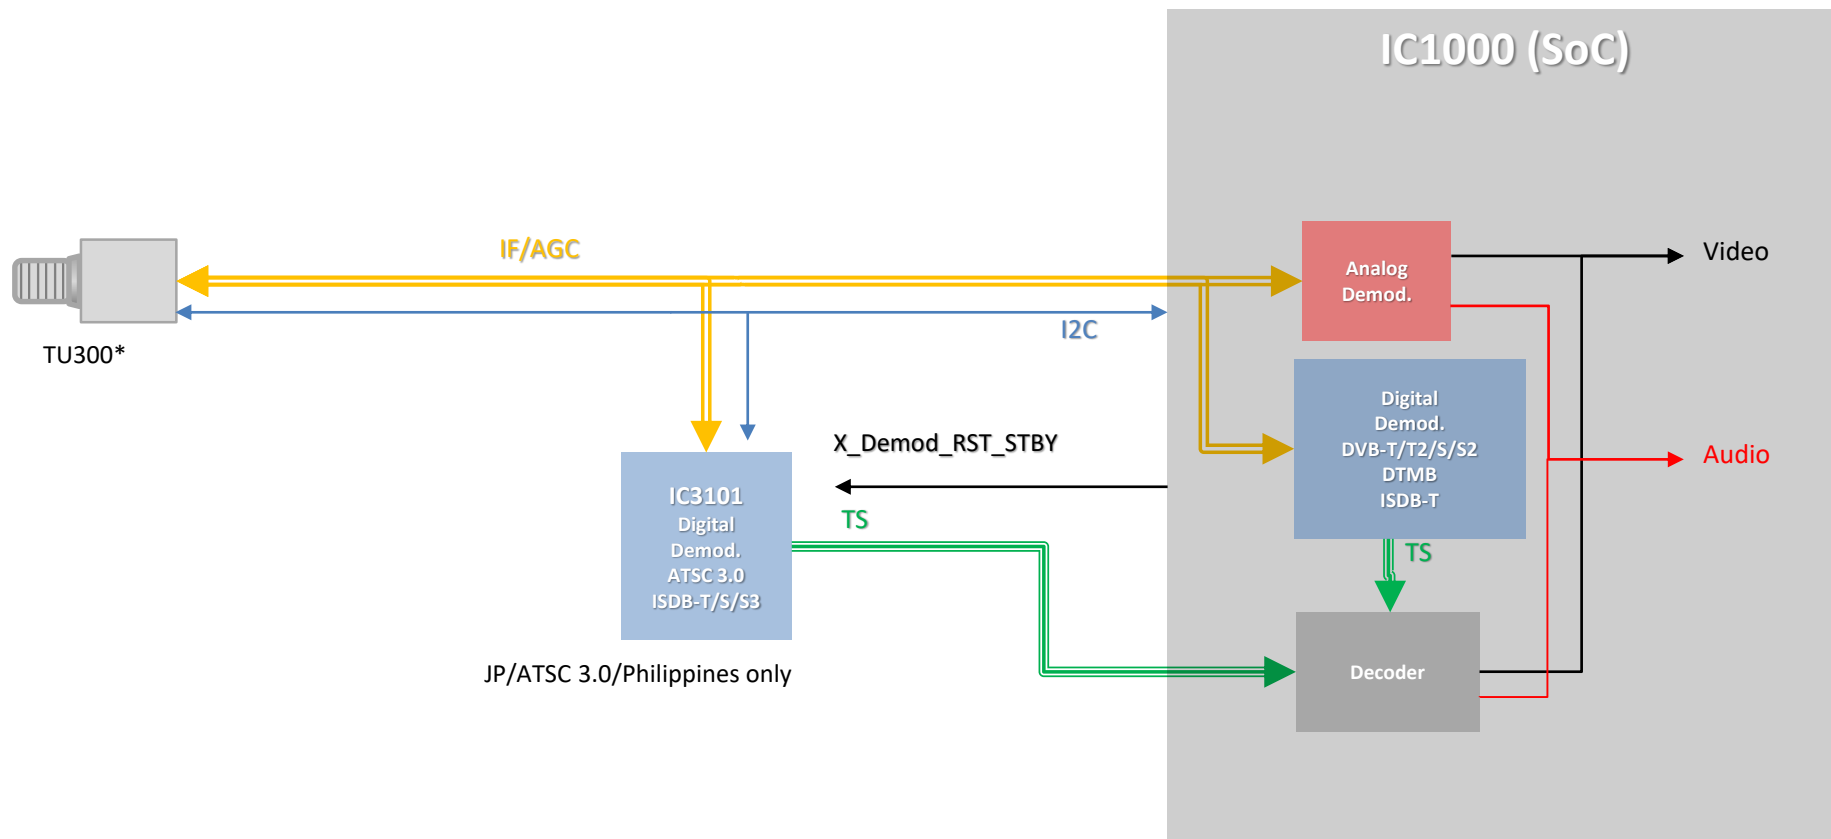 IC1000 (SoC)
IF/AGC
I2C
TU300*
Analog
Demod.
Video
Digital
Demod.
DVB-T/T2/S/S2
DTMB
ISDB-T
Audio
X_Demod_RST_STBY
TS
IC3101
Digital
Demod.
ATSC 3.0
ISDB-T/S/S3
TS
JP/ATSC 3.0/Philippines only
Decoder